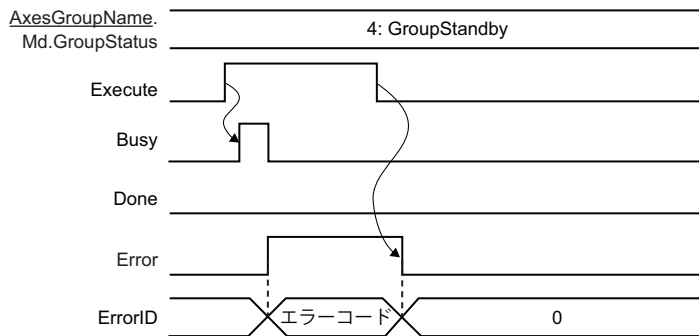 AxesGroupName.
Md.GroupStatus
4: GroupStandby
Execute
Busy
Done
Error
ErrorID
エラーコード
0